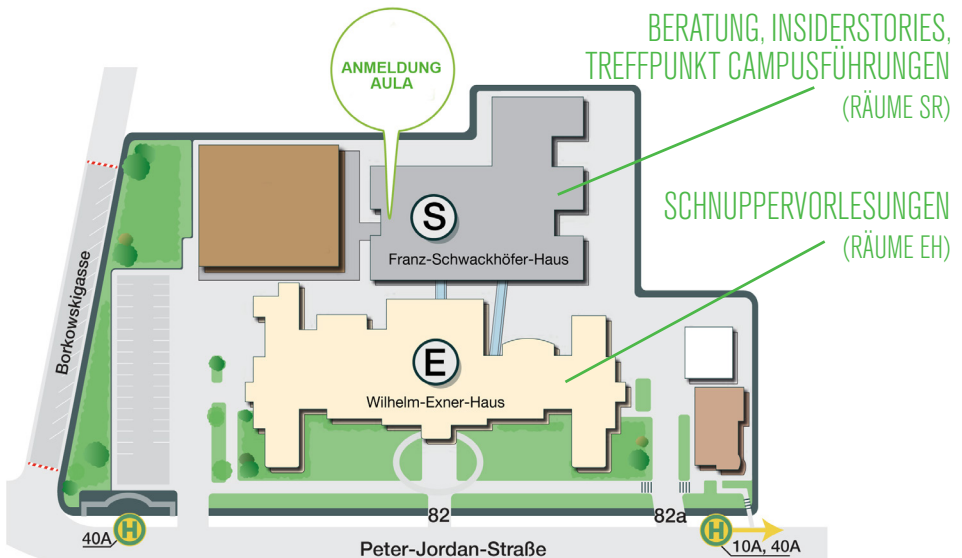 BERATUNG, INSIDERSTORIES,
TREFFPUNKT CAMPUSFÜHRUNGEN
(RÄUME SR)
ANMELDUNG
AULA
SCHNUPPERVORLESUNGEN
(RÄUME EH)
S
Franz-Schwackhöfer-Haus
Borkowskigasse
E
Wilhelm-Exner-Haus
82
82a
H
40A
H
10A, 40A
Peter-Jordan-Straße